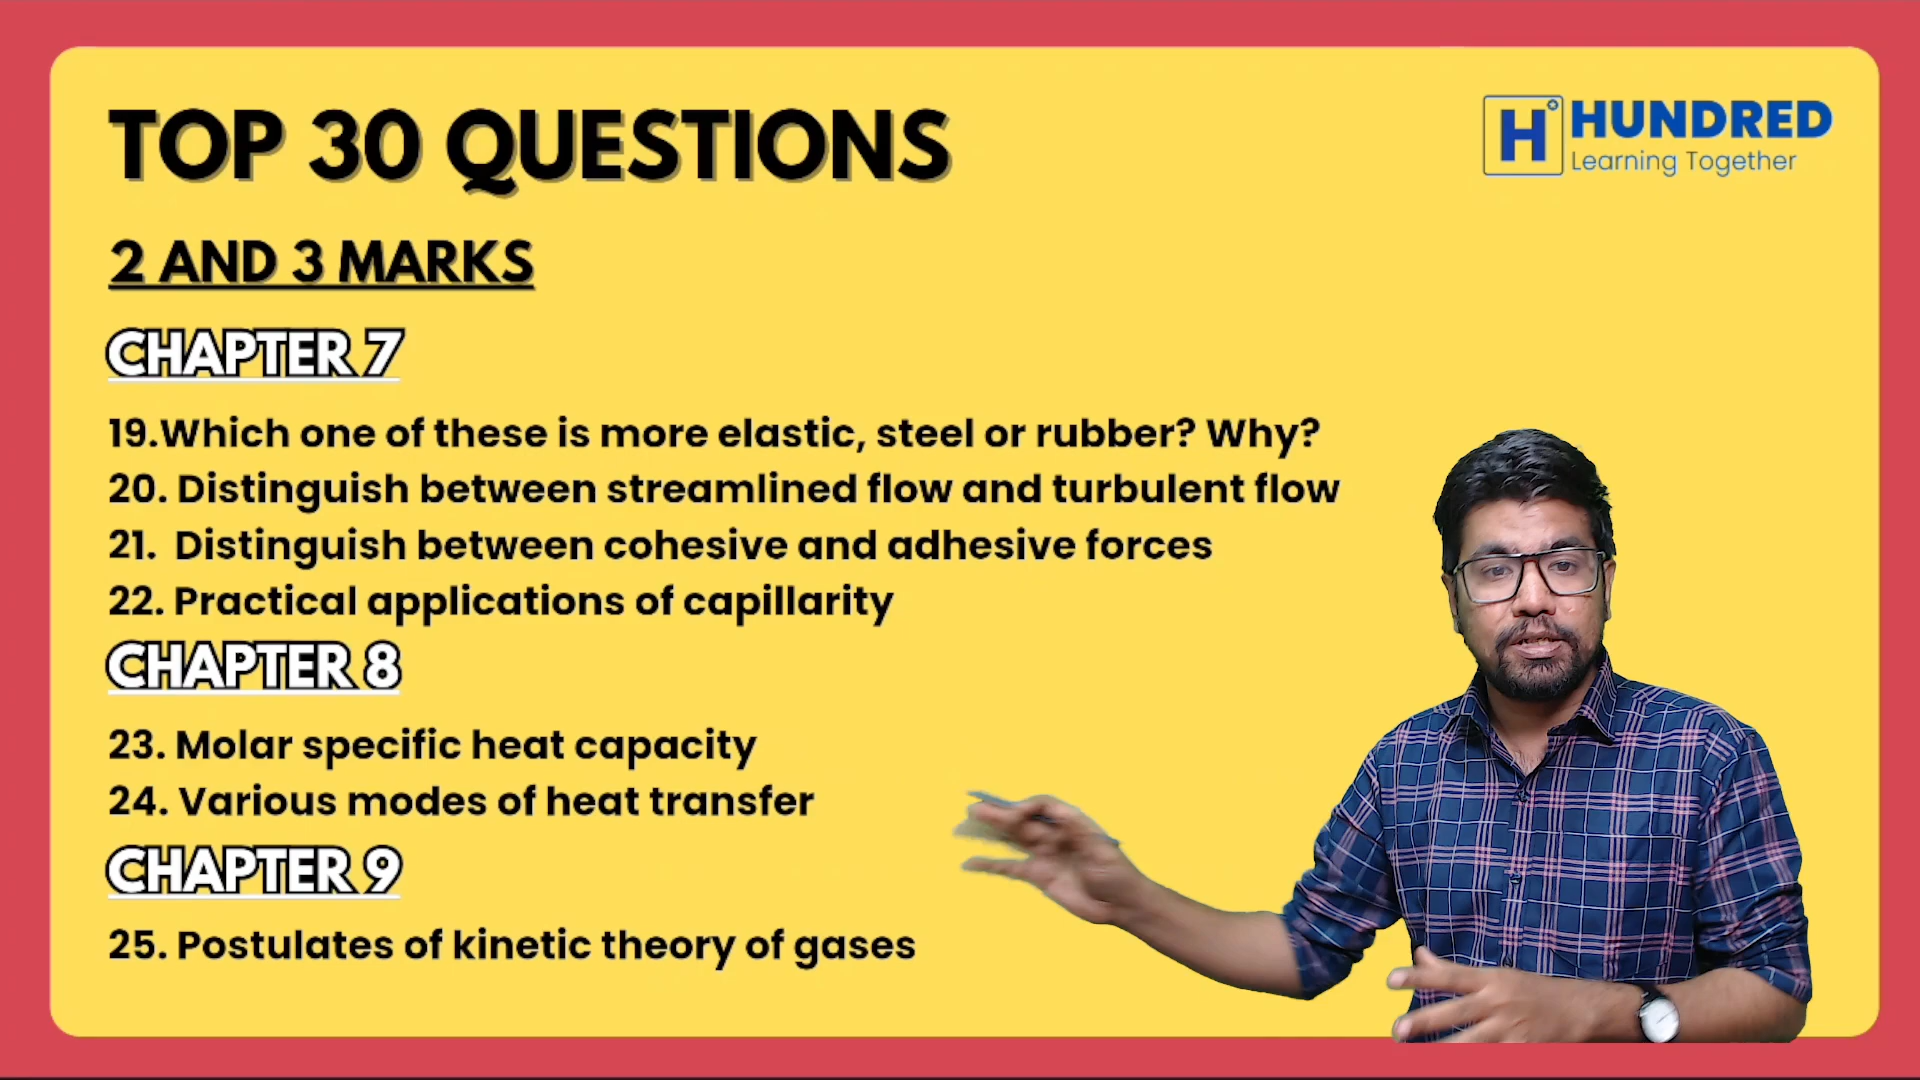 TOP 30 QUESTIONS
H HUNDRED
Learning Together
2 AND 3 MARKS
CHAPTER 7
19.Which one of these is more elastic, steel or rubber? Why?
20. Distinguish between streamlined flow and turbulent flow
21. Distinguish between cohesive and adhesive forces
22. Practical applications of capillarity
CHAPTER 8
23. Molar specific heat capacity
24. Various modes of heat transfer
CHAPTER 9
25. Postulates of kinetic theory of gases